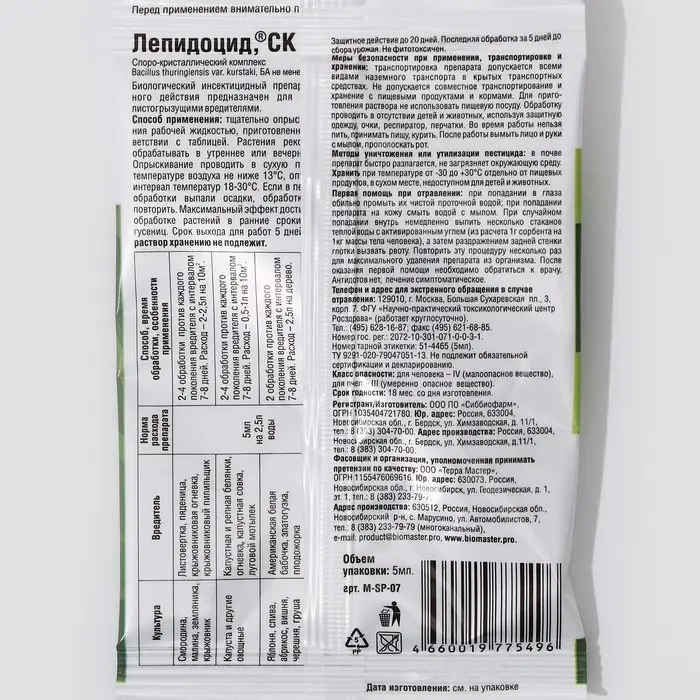 Перед применением внимательно п
Лепидоцид,® СК
Споро-кристаллический комплекс
Bacillus thuringiensis var. kurstaki, БА не мене
Биологический инсектицидный препар
ного действия предназначен для
листогрызущими вредителями.
Способ применения: тщательно опрыс
ния рабочей жидкостью, приготовленн
ветствии с таблицей. Растения реко
обрабатывать в утреннее или вечерн
Опрыскивание проводить в сухую п
температуре воздуха не ниже 13°С, опт
интервал температур 18-30°С. Если в пе
обработки выпали осадки, обработ
повторить. Максимальный эффект дост
обработке растений в ранние сроки
гусениц. Срок выхода для работ 5 дней
раствор хранению не подлежит.
Способ, время
обработки, особенности
применения
2-4 обработки против каждого
поколения вредителя с интервалом
7-8 дней. Расход – 2-2,5л на 10м².
2-4 обработки против каждого
поколения вредителя с интервалом
7-8 дней. Расход – 0,5-1л на 10м².
2 обработки против каждого
поколения вредителя с интервалом
7-8 дней. Расход – 2,5л на дерево.
Норма
расхода
препарата
5мл
на 2,5л
воды
Вредитель
Листовертка, пяденица,
крыжовниковая огневка,
крыжовниковый пилильщик
Капустная и репная белянки,
огневка, капустная совка,
луговой мотылек
Американская белая
бабочка, златогузка,
плодожорка
Культура
Смородина,
малина, земляника,
крыжовник
Капуста и другие
овощные
Яблоня, слива,
абрикос, вишня,
черешня, груша
Защитное действие до 20 дней. Последняя обработка за 5 дней до
сбора урожая. Не фитотоксичен.
Меры безопасности при применении, транспортировке и
хранении: транспортировка препарата допускается всеми
видами наземного транспорта в крытых транспортных
средствах. Не допускается совместное транспортирование и
хранение с пищевыми продуктами и кормами. Для приго-
товления раствора не использовать пищевую посуду. Обработку
проводить в отсутствии детей и животных, используя защитную
одежду, очки, респиратор, перчатки. Во время работы нельзя
пить, принимать пищу, курить. После работы вымыть лицо и руки
с мылом, прополоскать рот.
Методы уничтожения или утилизации пестицида: в почве
препарат быстро разлагается, не загрязняет окружающую среду.
Хранить при температуре от -30 до +30°С отдельно от пищевых
продуктов, в сухом месте, недоступном для детей и животных.
Первая помощь при отравлении: при попадании в глаза
обильно промыть их чистой проточной водой; при попадании
препарата на кожу смыть водой с мылом. При случайном
попадании внутрь немедленно выпить несколько стаканов
теплой воды с активированным углем (из расчета 1г сорбента на
1кг массы тела человека), а затем раздражением задней стенки
глотки вызвать рвоту. Повторить эту процедуру несколько раз
для максимального удаления препарата из организма. После
оказания первой помощи необходимо обратиться к врачу.
Антидотов нет, лечение симптоматическое.
Телефон и адрес для экстренного обращения в случае
отравления: 129010, г. Москва, Большая Сухаревская пл., 3,
корп. 7. ФГУ «Научно-практический токсикологический центр
Росздрава» (работает круглосуточно).
Тел.: (495) 628-16-87; факс (495) 621-68-85.
Номер гос. рег.: 2072-10-301-071-0-0-3-1.
Номер тарной этикетки: 51-4465 (5мл).
ТУ 9291-020-79047051-13. Не подлежит обязательной
сертификации и декларированию.
Класс опасности: для человека – IV (малоопасное вещество),
для пчел – III (умеренно опасное вещество).
Срок годности: 18 мес. со дня изготовления.
Регистрант/Изготовитель: ООО ПО «Сиббиофарм»,
ОГРН 1035404721780. Юр. адрес: Россия, 633004,
Новосибирская обл., г. Бердск, ул. Химзаводская, д. 11/1,
тел.: 8 (383) 304-70-00. Адрес производства: Россия, 633004,
Новосибирская обл., г. Бердск, ул. Химзаводская, д.11/1,
тел.: 8 (383) 304-70-00.
Фасовщик и организация, уполномоченная принимать
претензии по качеству: ООО «Терра Мастер»,
ОГРН 1155476069616. Юр. адрес: 630073, Россия,
Новосибирская обл., г. Новосибирск, ул. Геодезическая, д. 1,
эт. 1, тел.: 8 (383) 233-79-7
Адрес производства: 630512, Россия, Новосибирская обл.,
Новосибирский р-н, с. Марусино, ул. Автомобилистов, 7,
тел.: 8 (383) 233-79-79 (многоканальный),
e-mail: product@biomaster.pro, www.biomaster.pro.
Объем
упаковки: 5мл.
арт. M-SP-07
5
PP
4 660019 775496
Дата изготовления: см. на упаковке